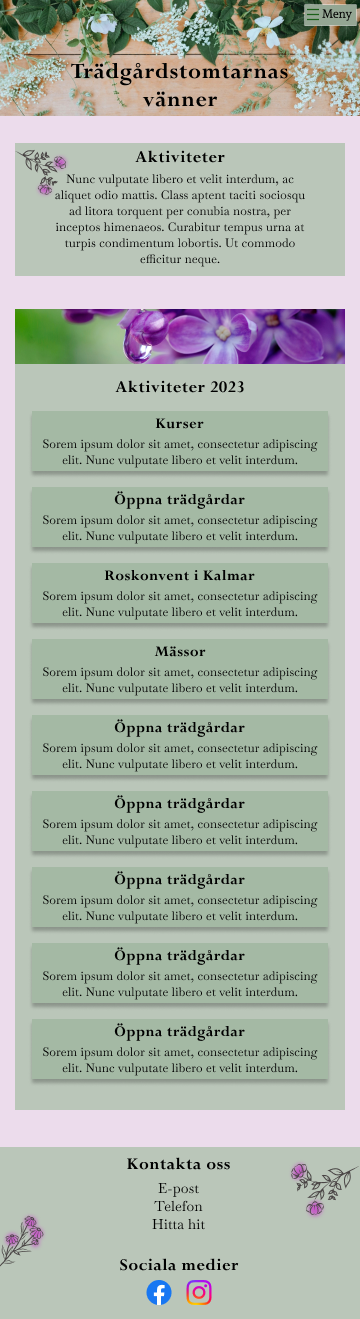 Meny
Trädgårdstomtarnas
vänner
Aktiviteter
Nunc vulputate libero et velit interdum, ac
aliquet odio mattis. Class aptent taciti sociosqu
ad litora torquent per conubia nostra, per
inceptos himenaeos. Curabitur tempus urna at
turpis condimentum lobortis. Ut commodo
efficitur neque.
Aktiviteter 2023
Kurser
Sorem ipsum dolor sit amet, consectetur adipiscing
elit. Nunc vulputate libero et velit interdum.
Öppna trädgårdar
Sorem ipsum dolor sit amet, consectetur adipiscing
elit. Nunc vulputate libero et velit interdum.
Roskonvent i Kalmar
Sorem ipsum dolor sit amet, consectetur adipiscing
elit. Nunc vulputate libero et velit interdum.
Mässor
Sorem ipsum dolor sit amet, consectetur adipiscing
elit. Nunc vulputate libero et velit interdum.
Öppna trädgårdar
Sorem ipsum dolor sit amet, consectetur adipiscing
elit. Nunc vulputate libero et velit interdum.
Öppna trädgårdar
Sorem ipsum dolor sit amet, consectetur adipiscing
elit. Nunc vulputate libero et velit interdum.
Öppna trädgårdar
Sorem ipsum dolor sit amet, consectetur adipiscing
elit. Nunc vulputate libero et velit interdum.
Öppna trädgårdar
Sorem ipsum dolor sit amet, consectetur adipiscing
elit. Nunc vulputate libero et velit interdum.
Öppna trädgårdar
Sorem ipsum dolor sit amet, consectetur adipiscing
elit. Nunc vulputate libero et velit interdum.
Kontakta oss
E-post
Telefon
Hitta hit
Sociala medier